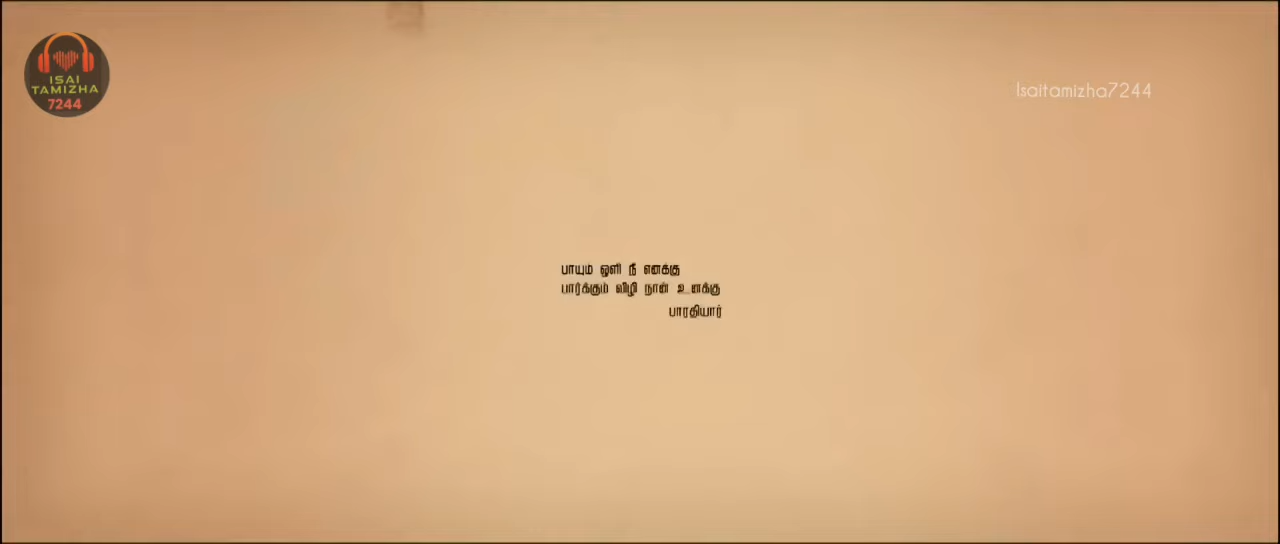 ISAI
TAMIZHA
7244
Isaitamizha7244
பாயும் ஒளி நீ எனக்கு
பார்க்கும் விழி நான் உனக்கு
பாரதியார்